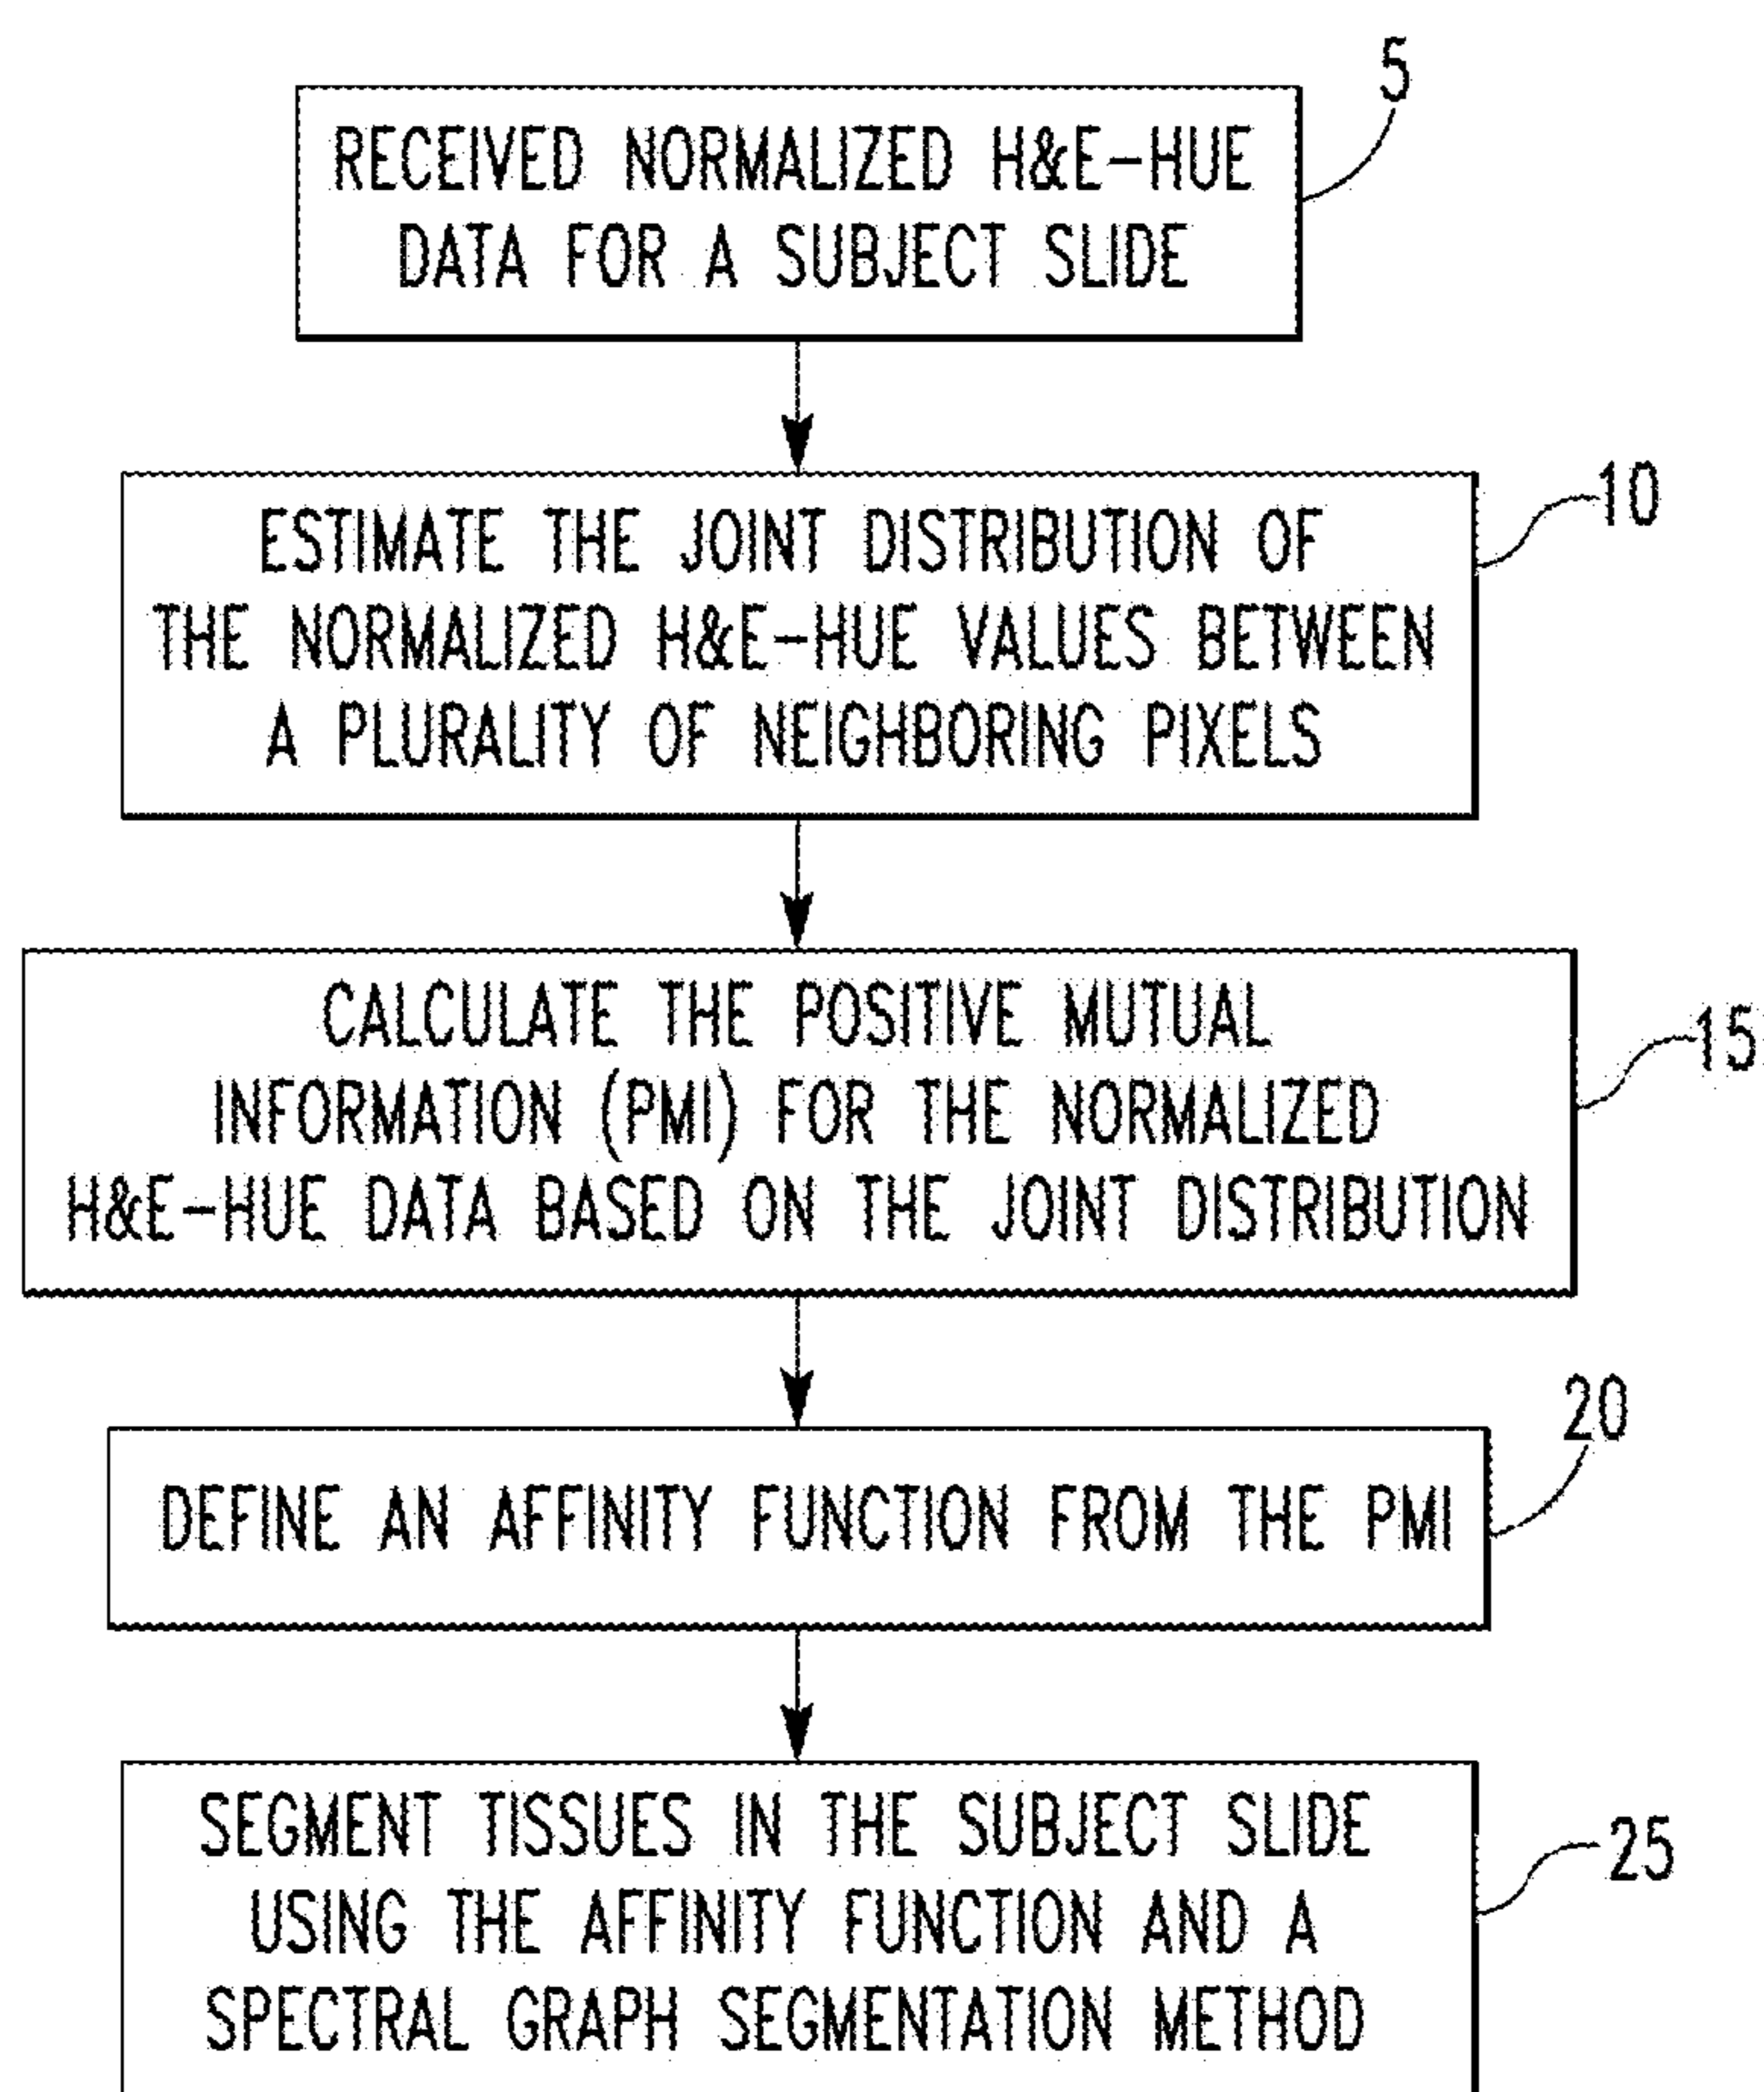 5
RECEIVED NORMALIZED H&E-HUE
DATA FOR A SUBJECT SLIDE
10
ESTIMATE THE JOINT DISTRIBUTION OF
THE NORMALIZED H&E-HUE VALUES BETWEEN
A PLURALITY OF NEIGHBORING PIXELS
15
CALCULATE THE POSITIVE MUTUAL
INFORMATION (PMI) FOR THE NORMALIZED
H&E-HUE DATA BASED ON THE JOINT DISTRIBUTION
20
DEFINE AN AFFINITY FUNCTION FROM THE PMI
25
SEGMENT TISSUES IN THE SUBJECT SLIDE
USING THE AFFINITY FUNCTION AND A
SPECTRAL GRAPH SEGMENTATION METHOD